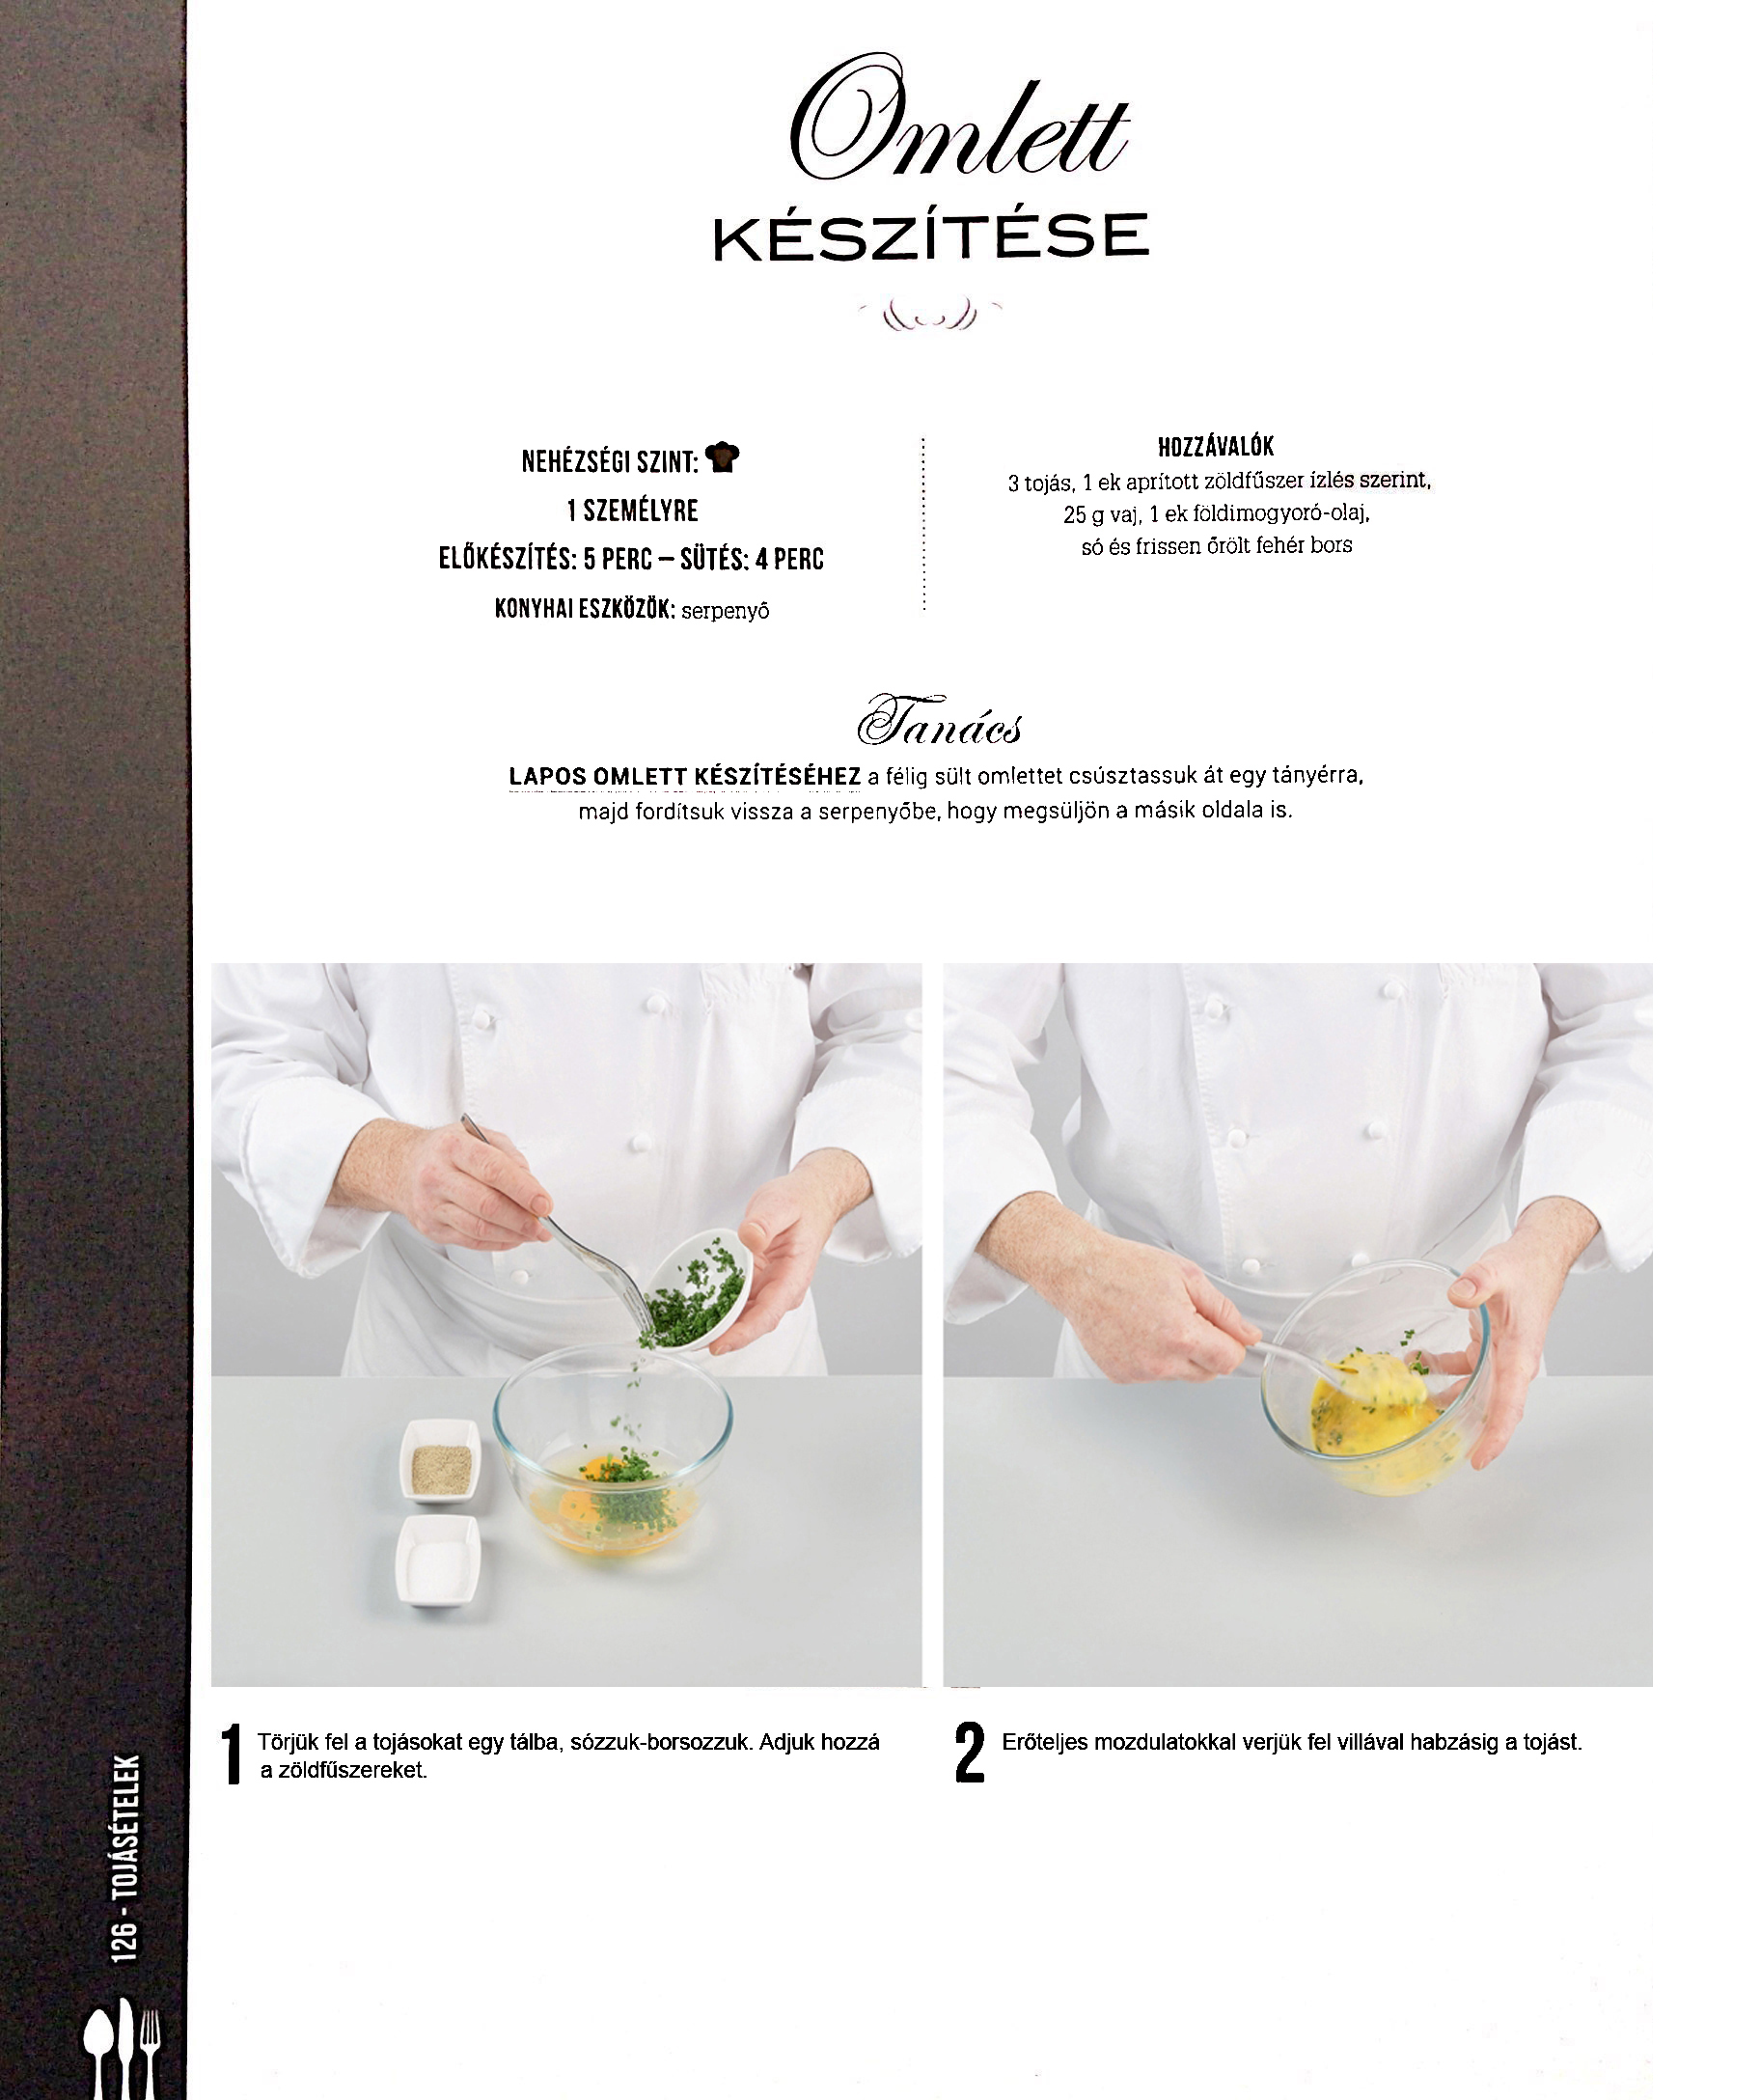 Omlett
KÉSZÍTÉSE
NEHÉZSÉGI SZINT:
1 SZEMÉLYRE
ELŐKÉSZÍTÉS: 5 PERC – SÜTÉS: 4 PERC
KONYHAI ESZKÖZÖK: serpenyő
HOZZÁVALÓK
3 tojás, 1 ek aprított zöldfűszer ízlés szerint,
25 g vaj, 1 ek földimogyoró-olaj,
só és frissen őrölt fehér bors
Tanács
LAPOS OMLETT KÉSZÍTÉSÉHEZ a félig sült omlettet csúsztassuk át egy tányérra,
majd fordítsuk vissza a serpenyőbe, hogy megsüljön a másik oldala is.
1 Törjük fel a tojásokat egy tálba, sózzuk-borsozzuk. Adjuk hozzá
a zöldfűszereket.
2 Erőteljes mozdulatokkal verjük fel villával habzásig a tojást.
126 - TOJÁSÉTELEK